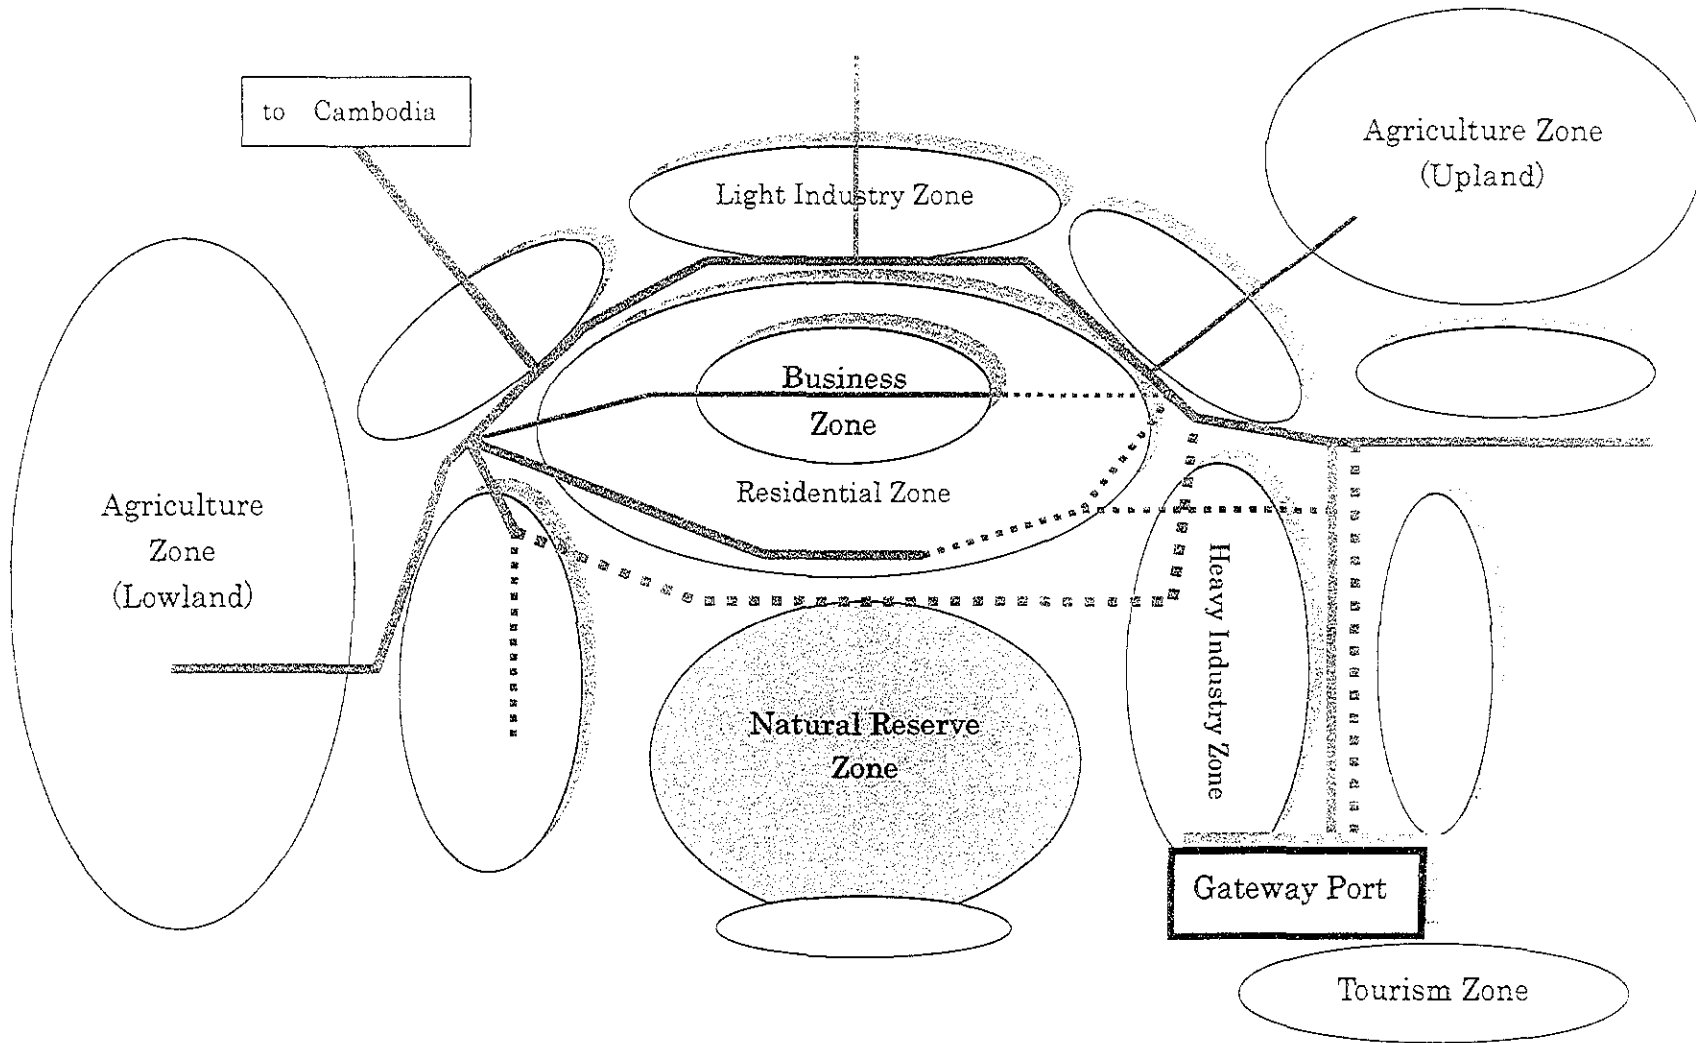 to Cambodia
Agriculture Zone
(Upland)
Light Industry Zone
Business
Zone
Residential Zone
Agriculture
Zone
(Lowland)
Heavy Industry Zone
Natural Reserve
Zone
Gateway Port
Tourism Zone